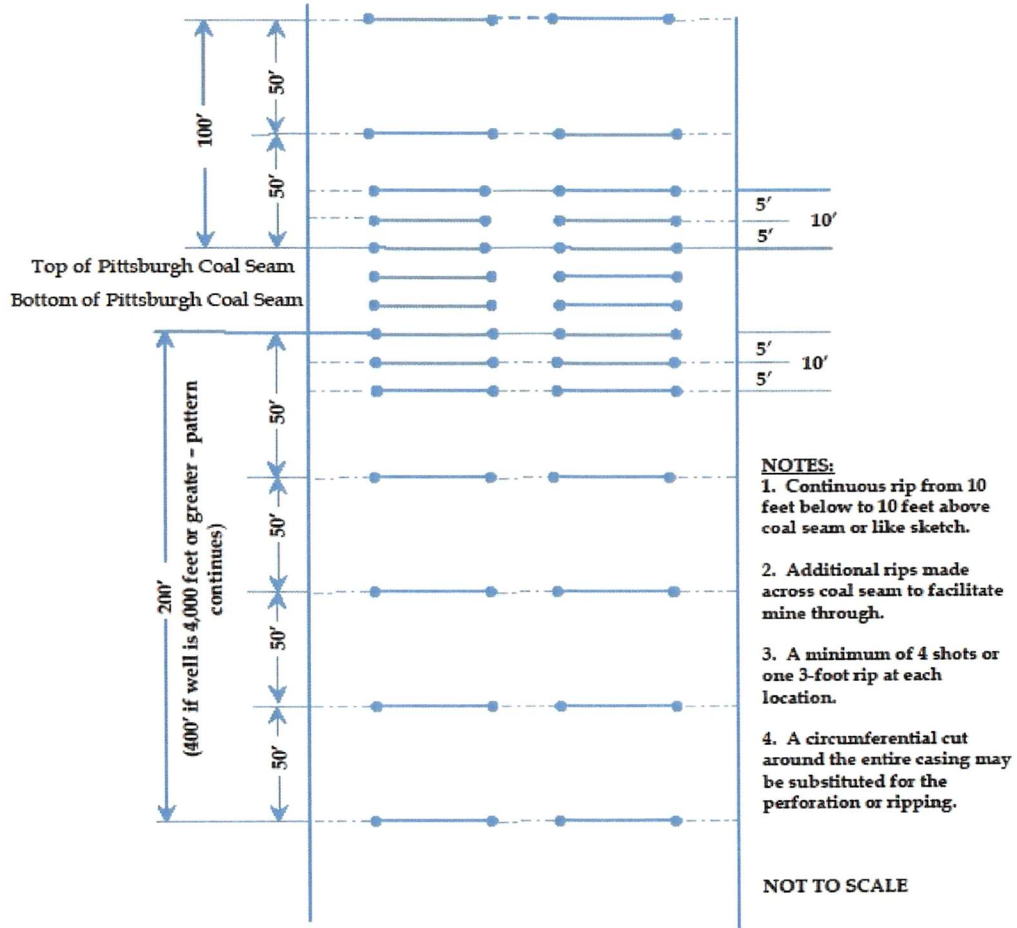 100'
50'
50'
5'
5'
10'
Top of Pittsburgh Coal Seam
Bottom of Pittsburgh Coal Seam
5'
5'
10'
200'
(400' if well is 4,000 feet or greater – pattern
continues)
50'
50'
50'
50'
NOTES:
1. Continuous rip from 10
feet below to 10 feet above
coal seam or like sketch.
2. Additional rips made
across coal seam to facilitate
mine through.
3. A minimum of 4 shots or
one 3-foot rip at each
location.
4. A circumferential cut
around the entire casing may
be substituted for the
perforation or ripping.
NOT TO SCALE